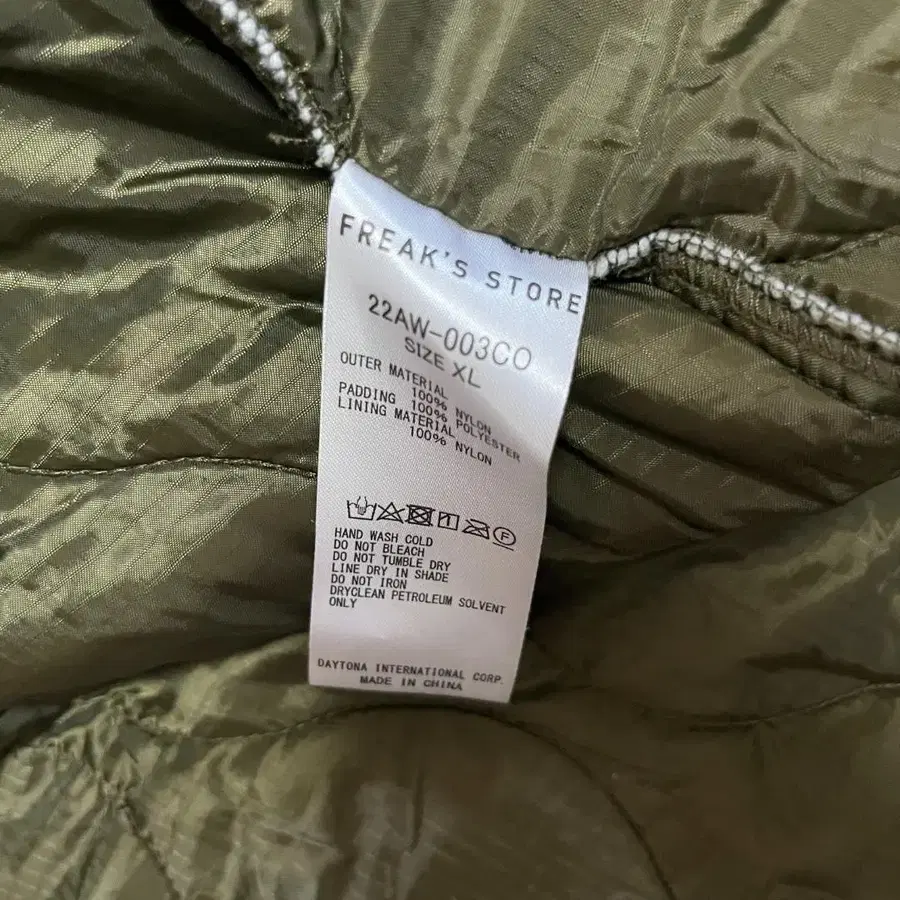 FREAK'S STORE
22AW-003CO
SIZE XL
OUTER MATERIAL
100% NYLON
PADDING 100% POLYESTER
LINING MATERIAL
100% NYLON
F
HAND WASH COLD
DO NOT BLEACH
DO NOT TUMBLE DRY
LINE DRY IN SHADE
DO NOT IRON
DRYCLEAN PETROLEUM SOLVENT
ONLY
DAYTONA INTERNATIONAL CORP.
MADE IN CHINA